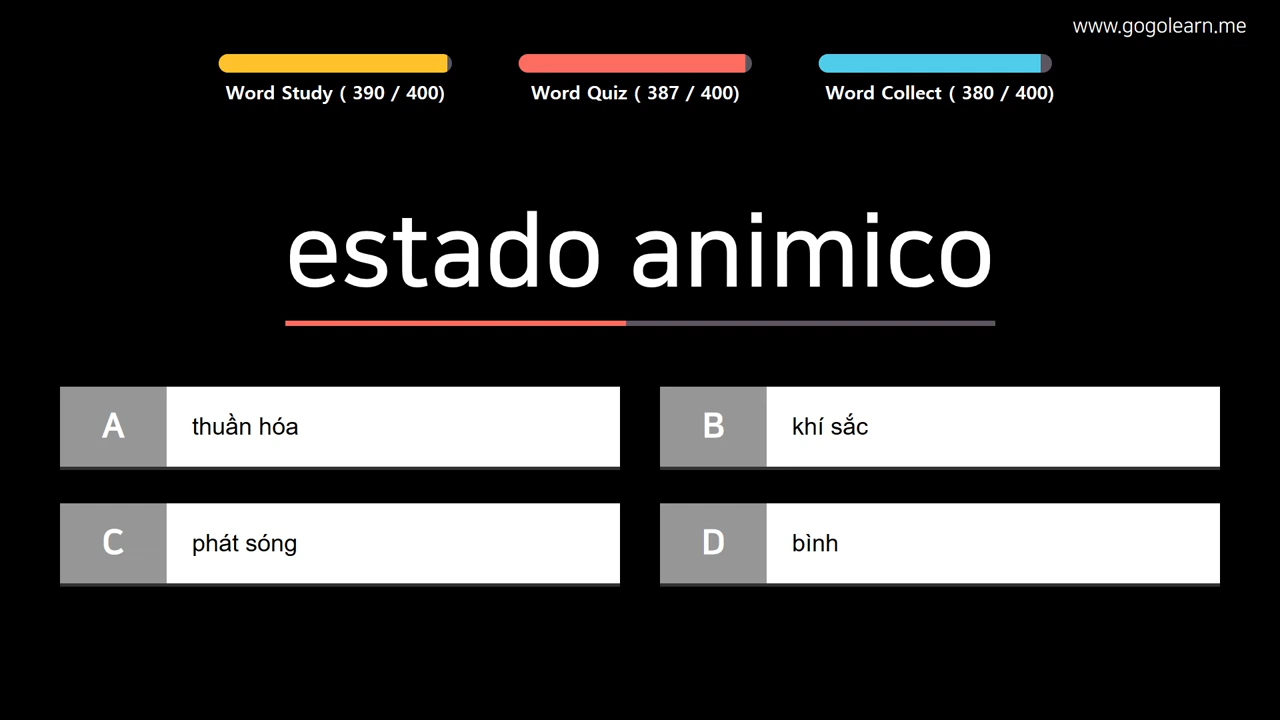 www.gogolearn.me
Word Study ( 390 / 400)
Word Quiz ( 387 / 400)
Word Collect ( 380 / 400)
estado animico
A
thuần hóa
B
khí sắc
C
phát sóng
D
bình